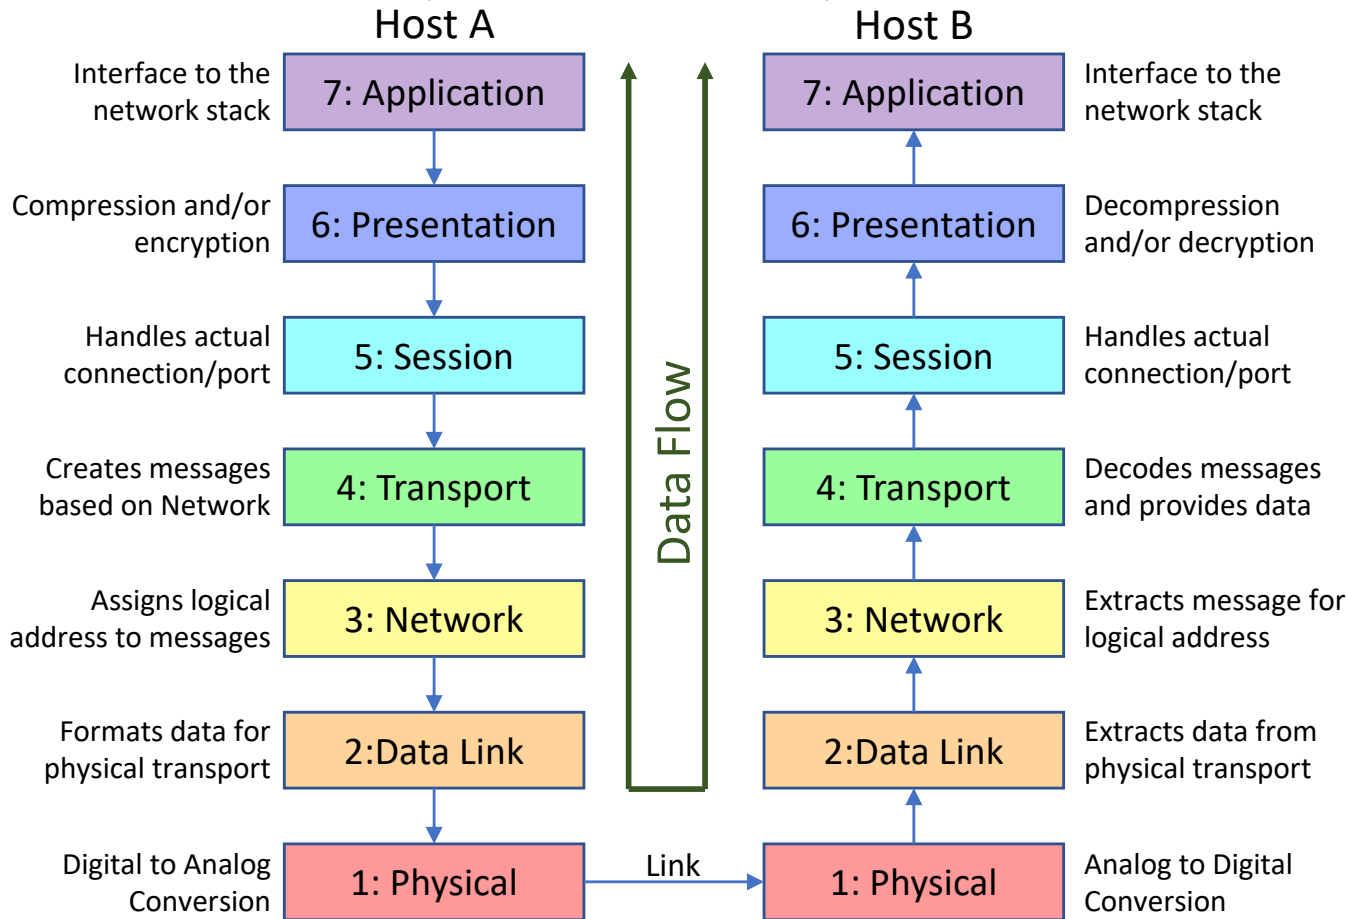 Host A
Host B
Interface to the
network stack
7: Application
7: Application
Interface to the
network stack
Compression and/or
encryption
6: Presentation
6: Presentation
Decompression
and/or decryption
Handles actual
connection/port
5: Session
5: Session
Handles actual
connection/port
Data Flow
Creates messages
based on Network
4: Transport
4: Transport
Decodes messages
and provides data
Assigns logical
address to messages
3: Network
3: Network
Extracts message for
logical address
Formats data for
physical transport
2:Data Link
2:Data Link
Extracts data from
physical transport
Digital to Analog
Conversion
1: Physical
Link
1: Physical
Analog to Digital
Conversion